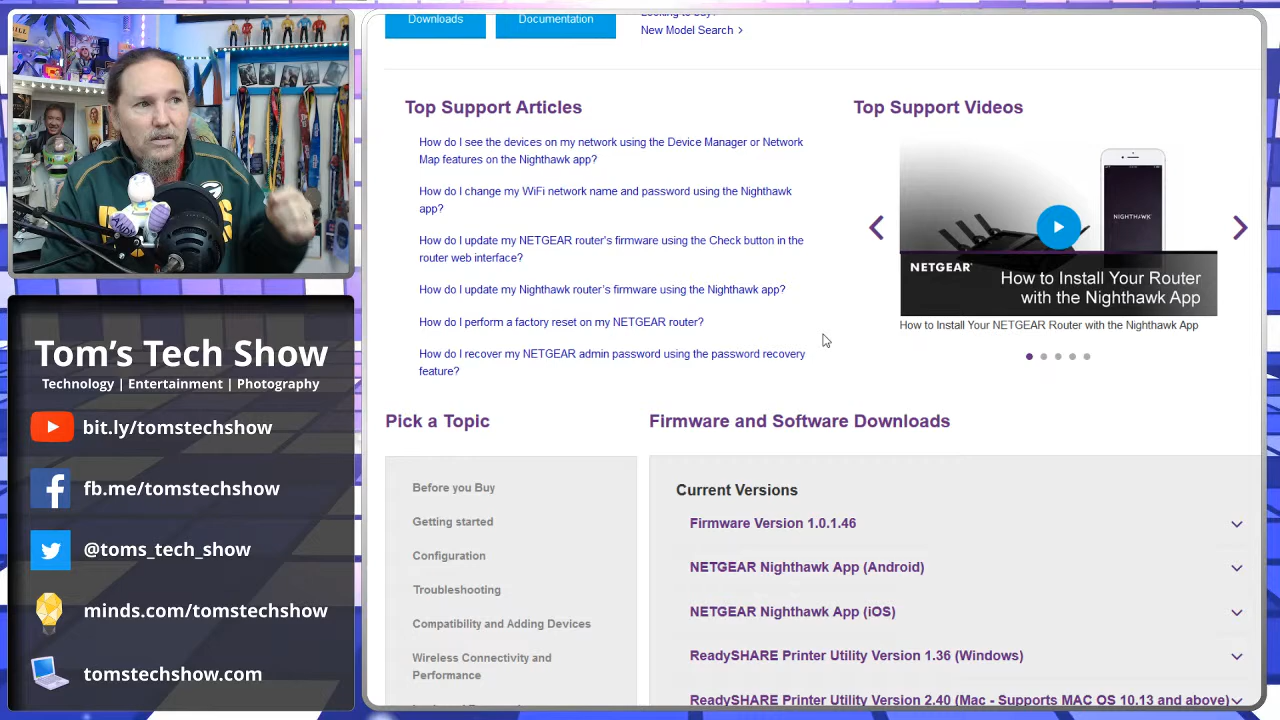 Downloads
Documentation
New Model Search >
Top Support Articles
How do I see the devices on my network using the Device Manager or Network
Map features on the Nighthawk app?
How do I change my WiFi network name and password using the Nighthawk
app?
How do I update my NETGEAR router's firmware using the Check button in the
router web interface?
How do I update my Nighthawk router's firmware using the Nighthawk app?
How do I perform a factory reset on my NETGEAR router?
How do I recover my NETGEAR admin password using the password recovery
feature?
Top Support Videos
NIGHTHAWK
NETGEAR
How to Install Your Router
with the Nighthawk App
How to Install Your NETGEAR Router with the Nighthawk App
Pick a Topic
Before you Buy
Getting started
Configuration
Troubleshooting
Compatibility and Adding Devices
Wireless Connectivity and
Performance
Firmware and Software Downloads
Current Versions
Firmware Version 1.0.1.46
NETGEAR Nighthawk App (Android)
NETGEAR Nighthawk App (iOS)
ReadySHARE Printer Utility Version 1.36 (Windows)
ReadySHARE Printer Utility Version 2.40 (Mac - Supports MAC OS 10.13 and above)
ANDY
Tom's Tech Show
Technology | Entertainment | Photography
bit.ly/tomstechshow
fb.me/tomstechshow
@toms_tech_show
minds.com/tomstechshow
tomstechshow.com